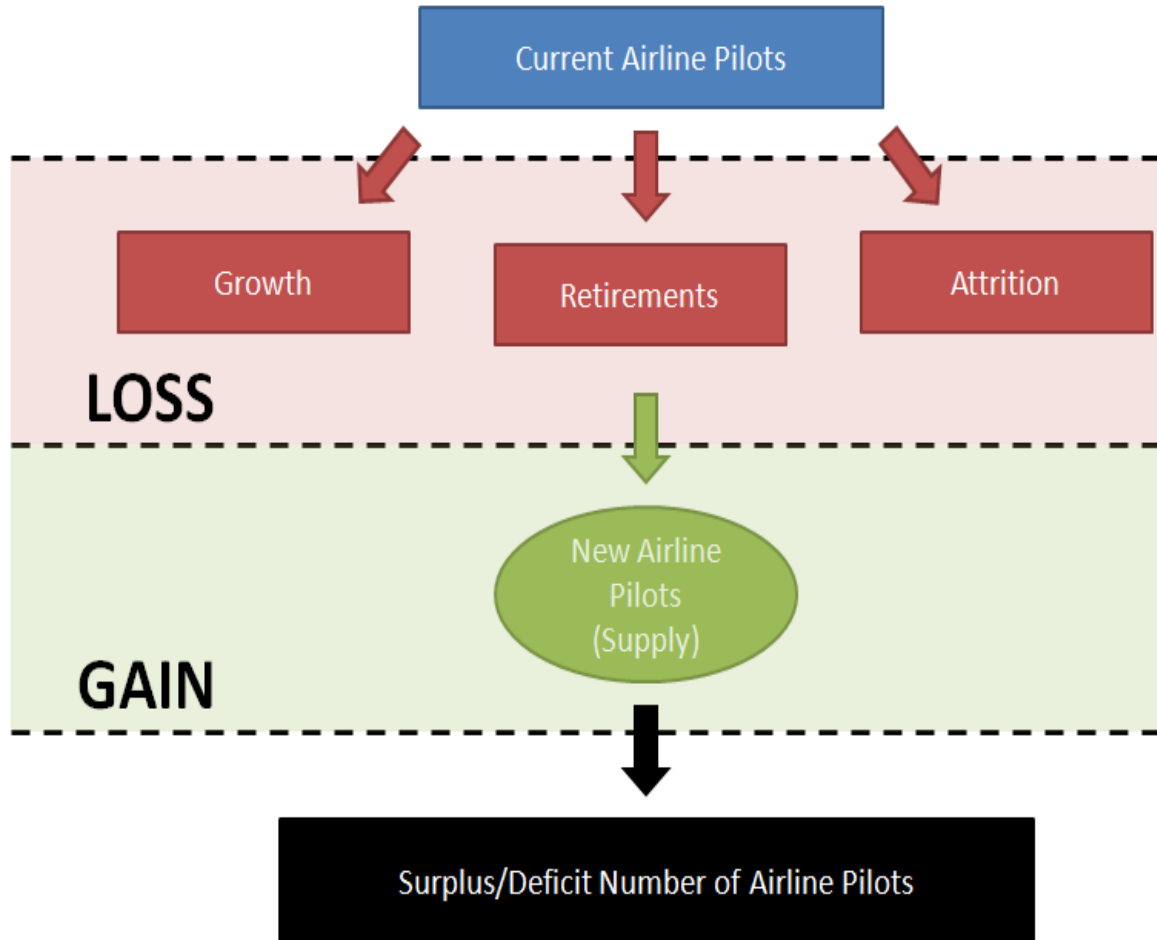 Current Airline Pilots
Growth
Retirements
Attrition
LOSS
New Airline
Pilots
(Supply)
GAIN
Surplus/Deficit Number of Airline Pilots